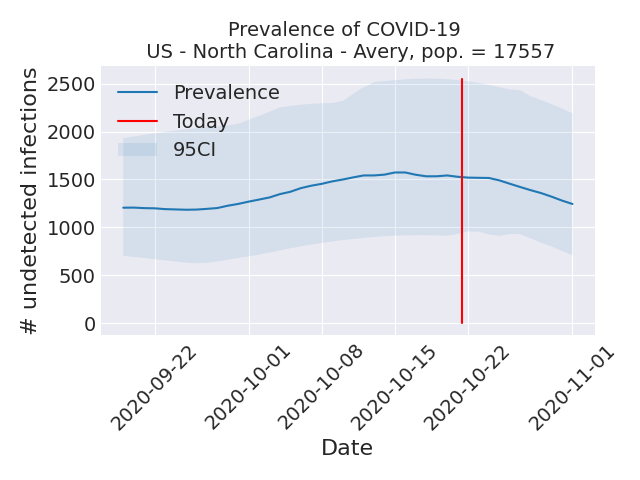 Prevalence of COVID-19
US - North Carolina - Avery, pop. = 17557
# undetected infections
2500
2000
1500
1000
500
0
Prevalence
Today
95CI
2020-09-22
2020-10-01
2020-10-08
2020-10-15
2020-10-22
2020-11-01
Date